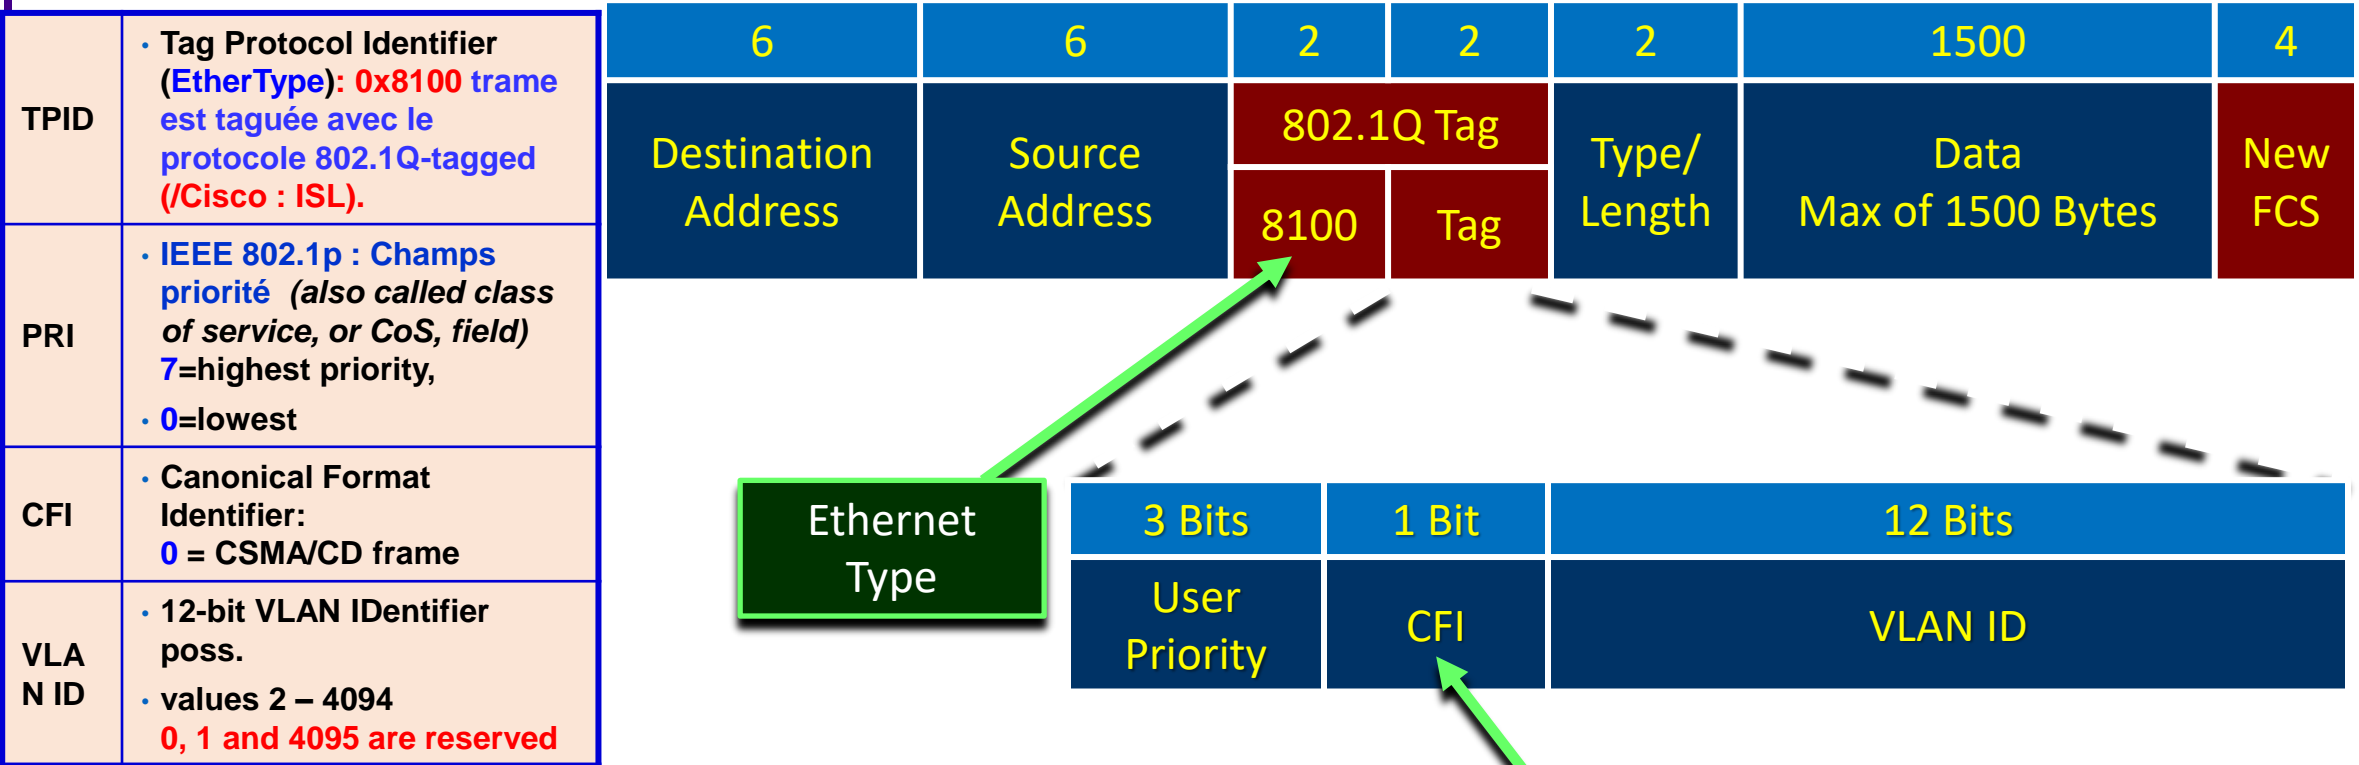 TPID
· Tag Protocol Identifier
(EtherType): 0x8100 trame
est taguée avec le
protocole 802.1Q-tagged
(/Cisco : ISL).
PRI
· IEEE 802.1p : Champs
priorité (also called class
of service, or CoS, field)
7=highest priority,
· 0=lowest
CFI
· Canonical Format
Identifier:
0 = CSMA/CD frame
VLA
N ID
· 12-bit VLAN IDentifier
poss.
· values 2 – 4094
0, 1 and 4095 are reserved
6 6 2 2 2 1500 4
Destination
Address
Source
Address
802.1Q Tag
8100 Tag
Type/
Length
Data
Max of 1500 Bytes
New
FCS
Ethernet
Type
3 Bits 1 Bit 12 Bits
User
Priority
CFI
VLAN ID